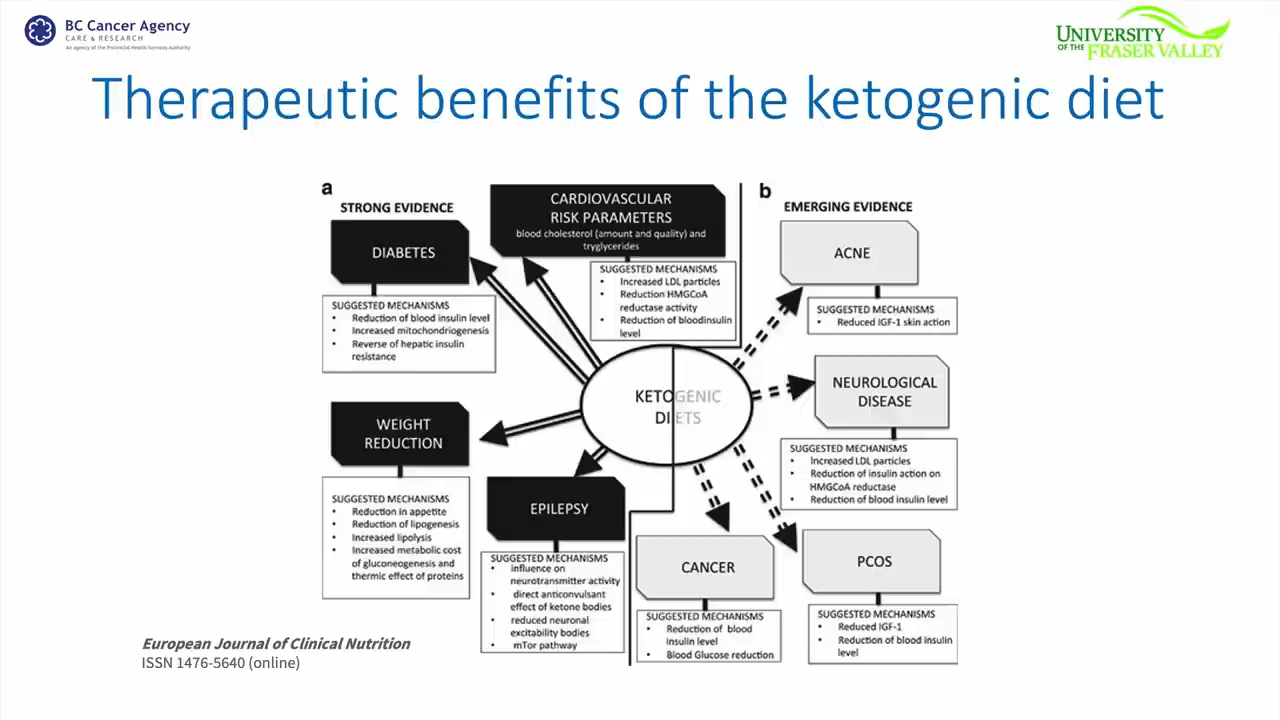 BC Cancer Agency
CARE & RESEARCH
An agency of the Provincial Health Services Authority
UNIVERSITY
OF THE FRASER VALLEY
Therapeutic benefits of the ketogenic diet
a
STRONG EVIDENCE
DIABETES
SUGGESTED MECHANISMS
• Reduction of blood insulin level
• Increased mitochondriogenesis
• Reverse of hepatic insulin
resistance
CARDIOVASCULAR
RISK PARAMETERS
blood cholesterol (amount and quality) and
tryglycerides
SUGGESTED MECHANISMS
• Increased LDL particles
• Reduction HMGCoA
reductase activity
• Reduction of bloodinsulin
level
WEIGHT
REDUCTION
SUGGESTED MECHANISMS
• Reduction in appetite
• Reduction of lipogenesis
• Increased lipolysis
• Increased metabolic cost
of gluconeogenesis and
thermic effect of proteins
EPILEPSY
SUGGESTED MECHANISMS
• influence on
neurotransmitter activity
• direct anticonvulsant
effect of ketone bodies
• reduced neuronal
excitability bodies
• mTor pathway
KETOGENIC
DIETS
b
EMERGING EVIDENCE
ACNE
SUGGESTED MECHANISMS
• Reduced IGF-1 skin action
NEUROLOGICAL
DISEASE
SUGGESTED MECHANISMS
• Increased LDL particles
• Reduction of insulin action on
HMGCoA reductase
• Reduction of blood insulin level
CANCER
SUGGESTED MECHANISMS
• Reduction of blood
insulin level
• Blood Glucose reduction
PCOS
SUGGESTED MECHANISMS
• Reduced IGF-1
• Reduction of blood insulin
level
European Journal of Clinical Nutrition
ISSN 1476-5640 (online)